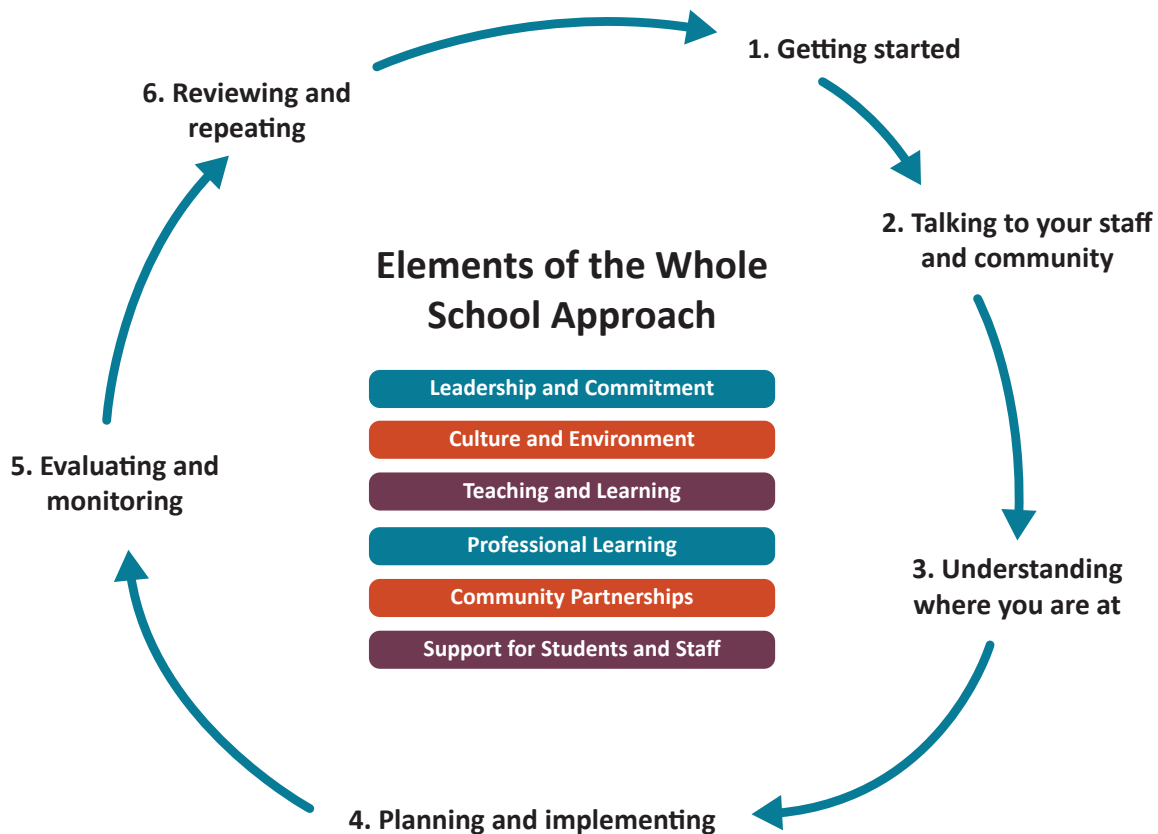 1. Getting started
2. Talking to your staff
and community
3. Understanding
where you are at
4. Planning and implementing
5. Evaluating and
monitoring
6. Reviewing and
repeating
Elements of the Whole
School Approach
Leadership and Commitment
Culture and Environment
Teaching and Learning
Professional Learning
Community Partnerships
Support for Students and Staff